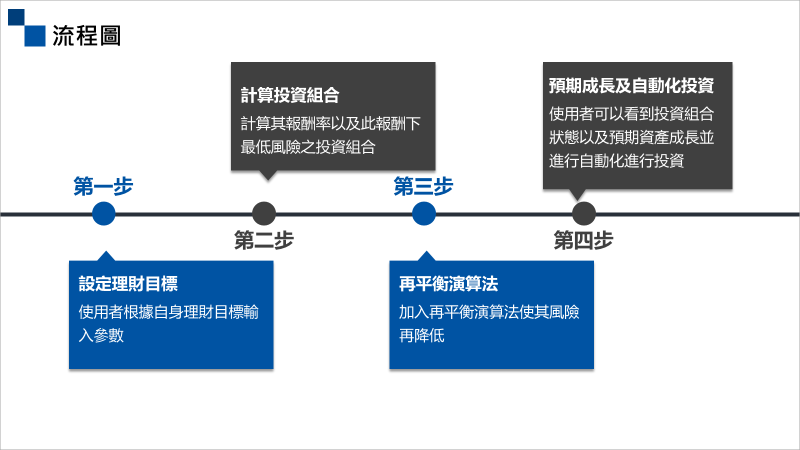 流程圖
第一步
設定理財目標
使用者根據自身理財目標輸
入參數
計算投資組合
計算其報酬率以及此報酬下
最低風險之投資組合
第二步
第三步
再平衡演算法
加入再平衡演算法使其風險
再降低
預期成長及自動化投資
使用者可以看到投資組合
狀態以及預期資產成長並
進行自動化進行投資
第四步